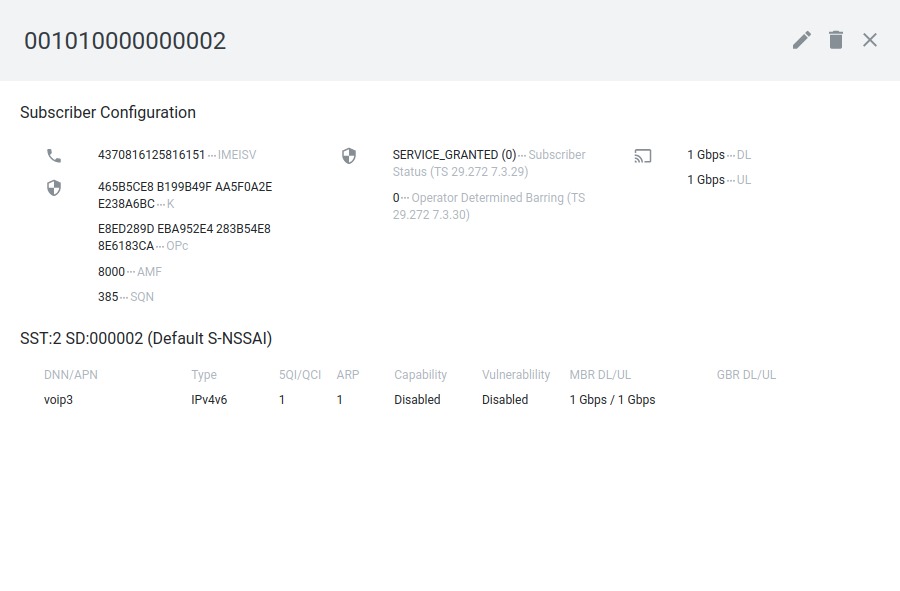 001010000000002
Subscriber Configuration
4370816125816151···IMEISV
465B5CE8 B199B49F AA5F0A2E
E238A6BC···K
E8ED289D EBA952E4 283B54E8
8E6183CA···OPc
8000···AMF
385···SQN
SERVICE_GRANTED (0)···Subscriber
Status (TS 29.272 7.3.29)
0···Operator Determined Barring (TS
29.272 7.3.30)
1 Gbps···DL
1 Gbps···UL
SST:2 SD:000002 (Default S-NSSAI)
DNN/APN Type 5QI/QCI ARP Capability Vulnerablility MBR DL/UL GBR DL/UL
voip3 IPv4v6 1 1 Disabled Disabled 1 Gbps / 1 Gbps